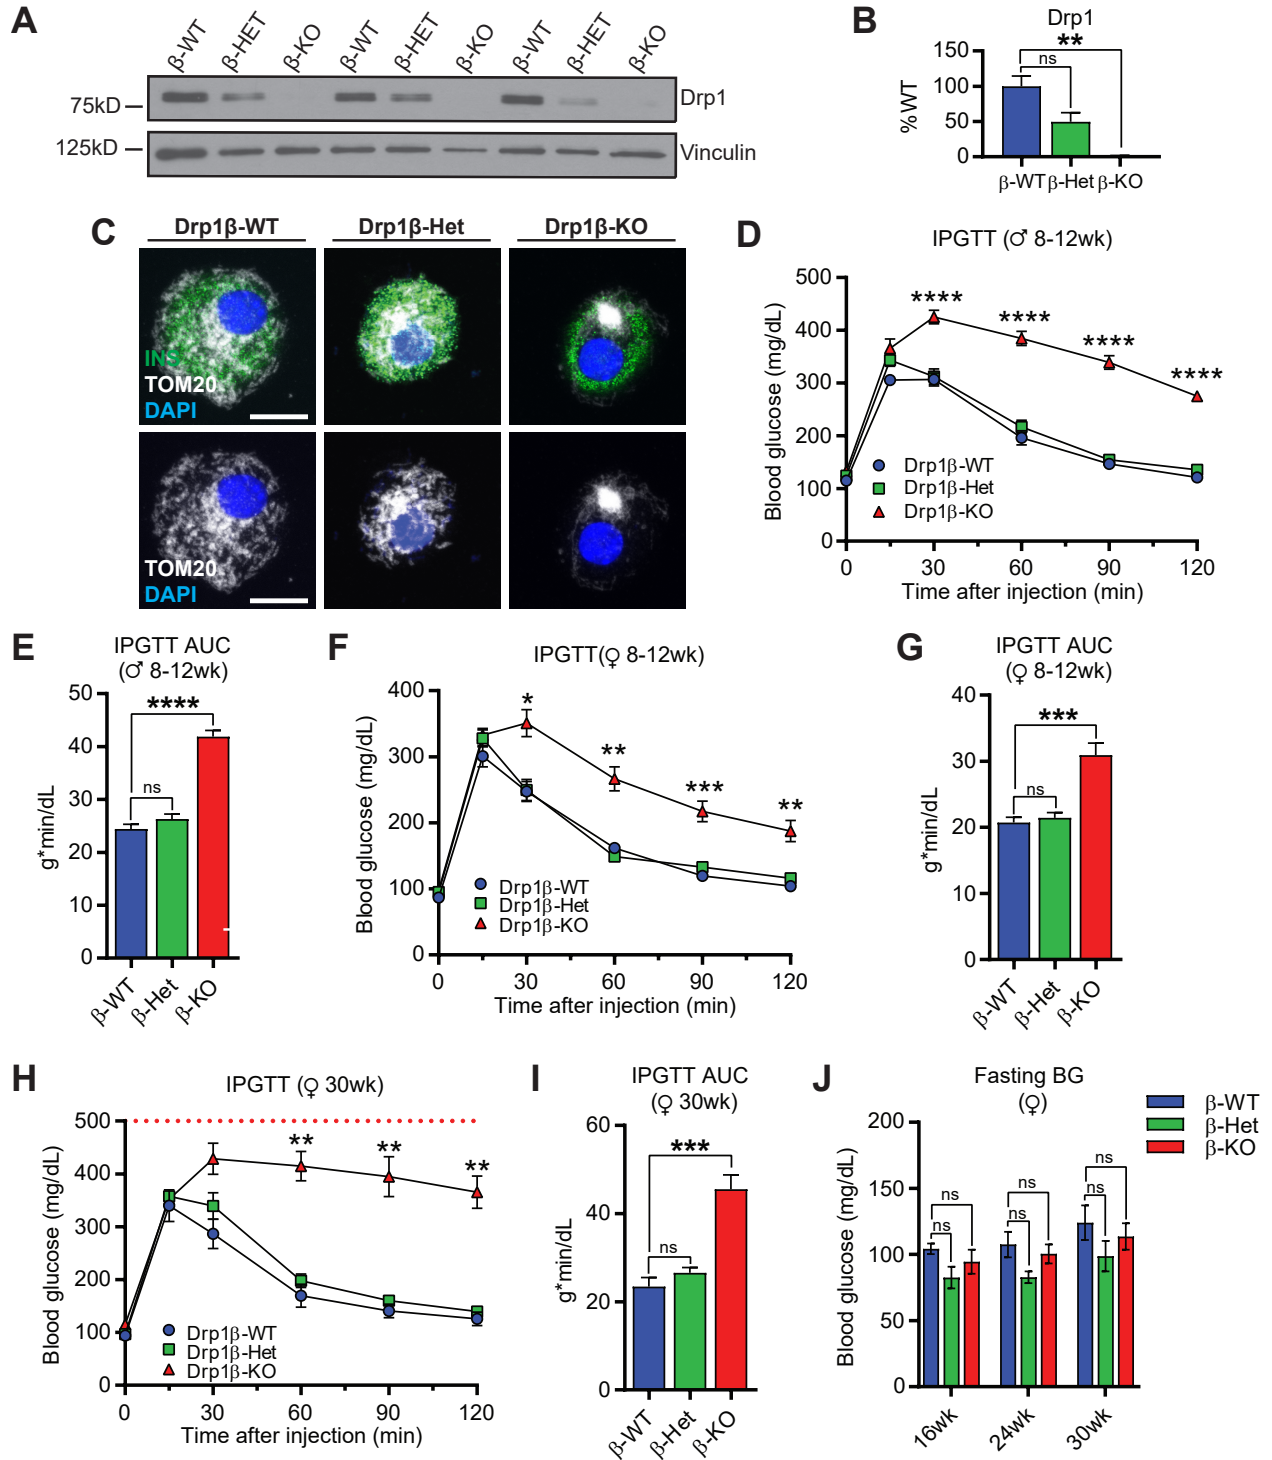 A
β-WT
β-HET
β-KO
β-WT
β-HET
β-KO
β-WT
β-HET
β-KO
75kD
Drp1
125kD
Vinculin
B
Drp1
**
ns
%WT
150
100
50
0
β-WT β-Het β-KO
C
Drp1β-WT
Drp1β-Het
Drp1β-KO
INS
TOM20
DAPI
TOM20
DAPI
D
IPGTT (♂ 8-12wk)
Blood glucose (mg/dL)
500
400
300
200
100
0
****
****
****
****
Drp1β-WT
Drp1β-Het
Drp1β-KO
0 30 60 90 120
Time after injection (min)
E
IPGTT AUC
(♂ 8-12wk)
g*min/dL
50
40
30
20
10
0
****
ns
β-WT
β-Het
β-KO
F
IPGTT(♀ 8-12wk)
Blood glucose (mg/dL)
400
300
200
100
0
*
**
***
**
Drp1β-WT
Drp1β-Het
Drp1β-KO
0 30 60 90 120
Time after injection (min)
G
IPGTT AUC
(♀ 8-12wk)
g*min/dL
40
30
20
10
0
***
ns
β-WT
β-Het
β-KO
H
IPGTT (♀ 30wk)
Blood glucose (mg/dL)
500
400
300
200
100
0
**
**
**
Drp1β-WT
Drp1β-Het
Drp1β-KO
0 30 60 90 120
Time after injection (min)
I
IPGTT AUC
(♀ 30wk)
g*min/dL
60
40
20
0
***
ns
β-WT
β-Het
β-KO
J
Fasting BG
(♀)
Blood glucose (mg/dL)
200
150
100
50
0
ns
ns
ns
ns
ns
ns
16wk
24wk
30wk
β-WT
β-Het
β-KO